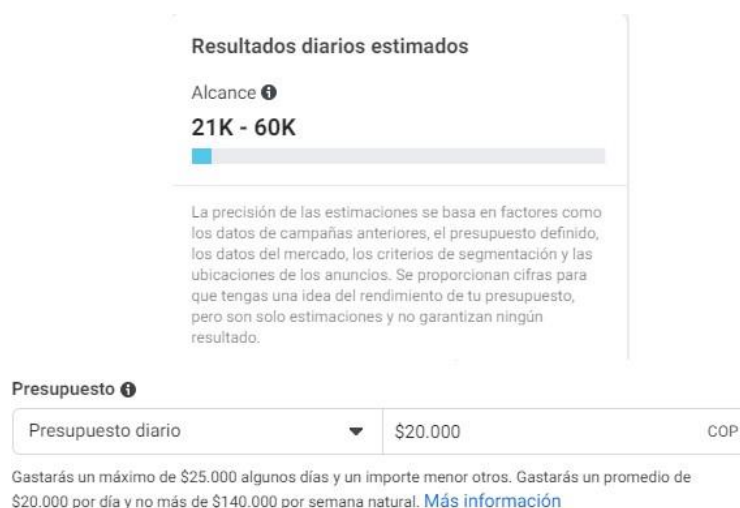 Resultados diarios estimados
Alcance
21K - 60K
La precisión de las estimaciones se basa en factores como
los datos de campañas anteriores, el presupuesto definido,
los datos del mercado, los criterios de segmentación y las
ubicaciones de los anuncios. Se proporcionan cifras para
que tengas una idea del rendimiento de tu presupuesto,
pero son solo estimaciones y no garantizan ningún
resultado.
Presupuesto
Presupuesto diario $20.000 COP
Gastarás un máximo de $25.000 algunos días y un importe menor otros. Gastarás un promedio de
$20.000 por día y no más de $140.000 por semana natural. Más información